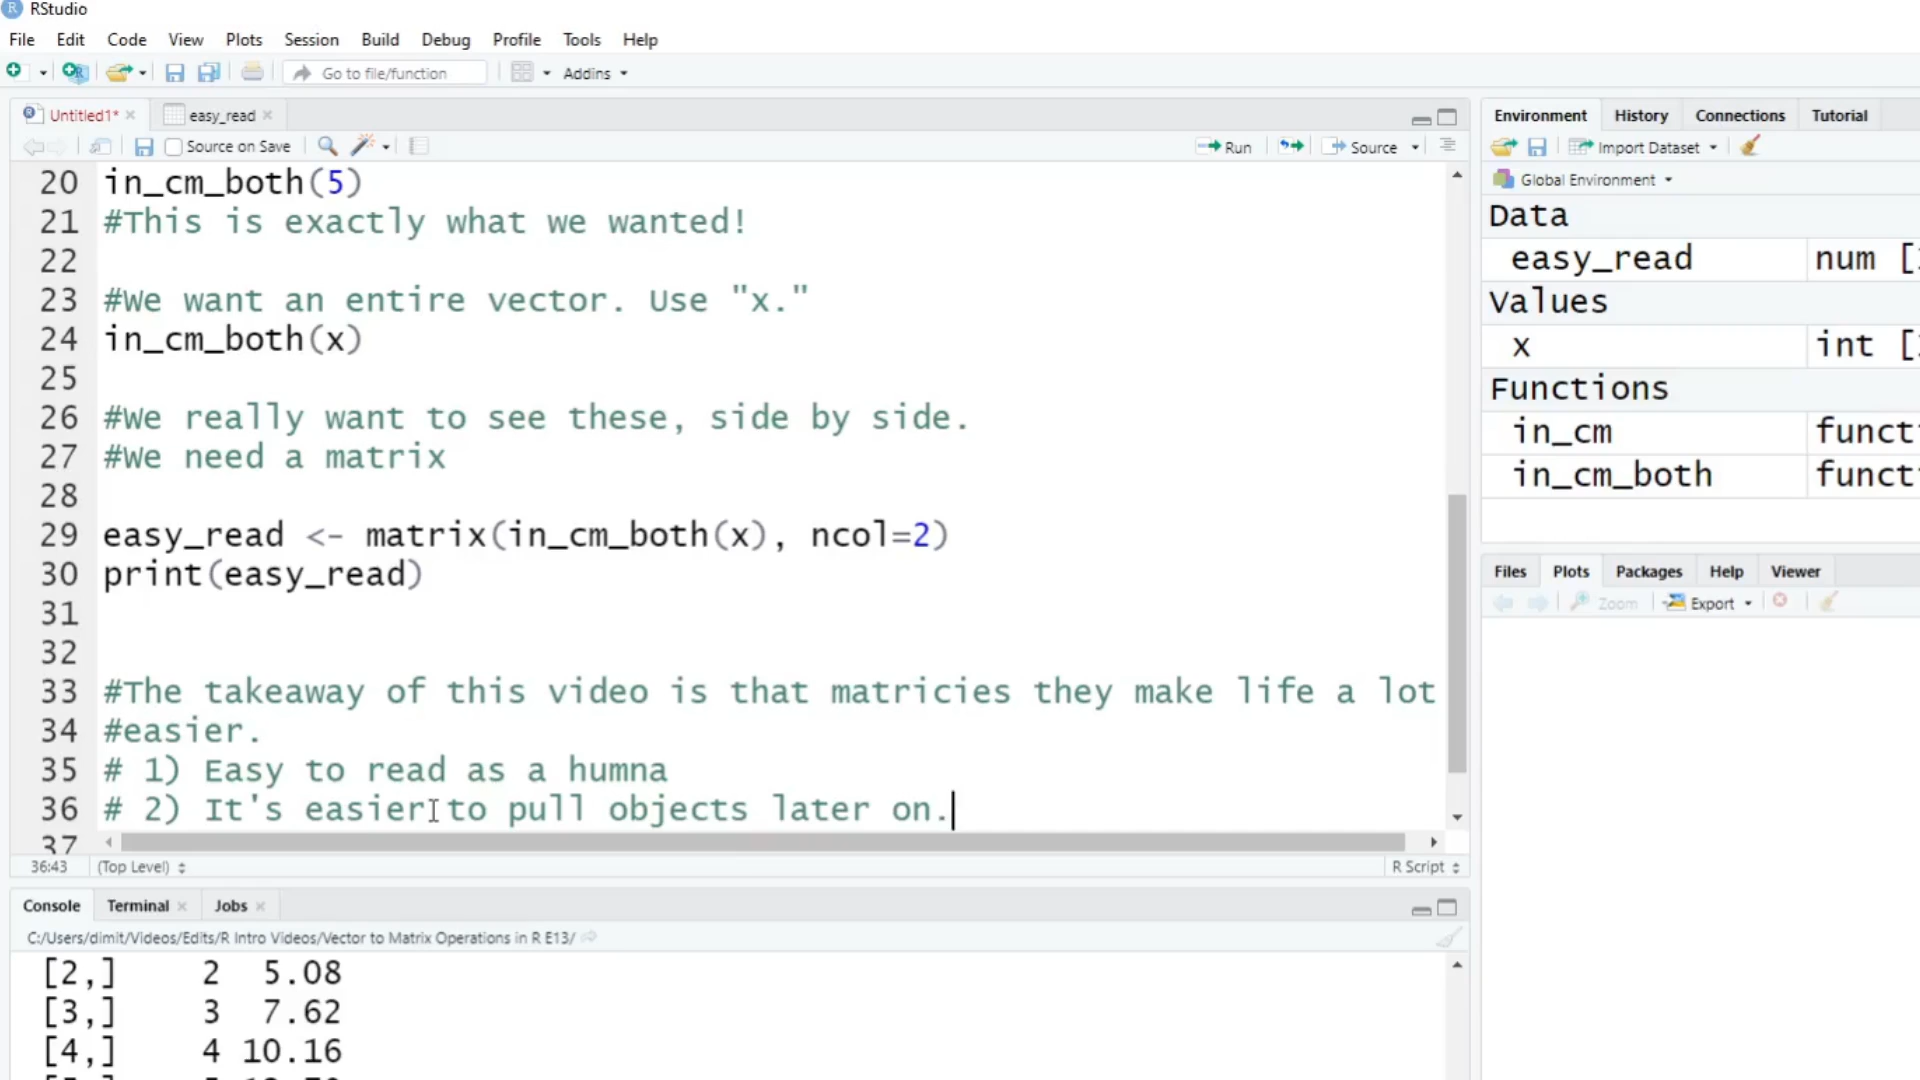 RStudio
File Edit Code View Plots Session Build Debug Profile Tools Help
Go to file/function Addins
Untitled1* easy_read
Source on Save Run Source
20 in_cm_both(5)
21 #This is exactly what we wanted!
22
23 #We want an entire vector. Use "x."
24 in_cm_both(x)
25
26 #We really want to see these, side by side.
27 #We need a matrix
28
29 easy_read <- matrix(in_cm_both(x), ncol=2)
30 print(easy_read)
31
32
33 #The takeaway of this video is that matricies they make life a lot
34 #easier.
35 # 1) Easy to read as a humna
36 # 2) It's easier to pull objects later on.
37
36:43 (Top Level) R Script
Console Terminal Jobs
C:/Users/dimit/Videos/Edits/R Intro Videos/Vector to Matrix Operations in R E13/
[2,] 2 5.08
[3,] 3 7.62
[4,] 4 10.16
Environment History Connections Tutorial
Import Dataset
Global Environment
Data
easy_read num [
Values
x int [
Functions
in_cm functi
in_cm_both functi
Files Plots Packages Help Viewer
Zoom Export